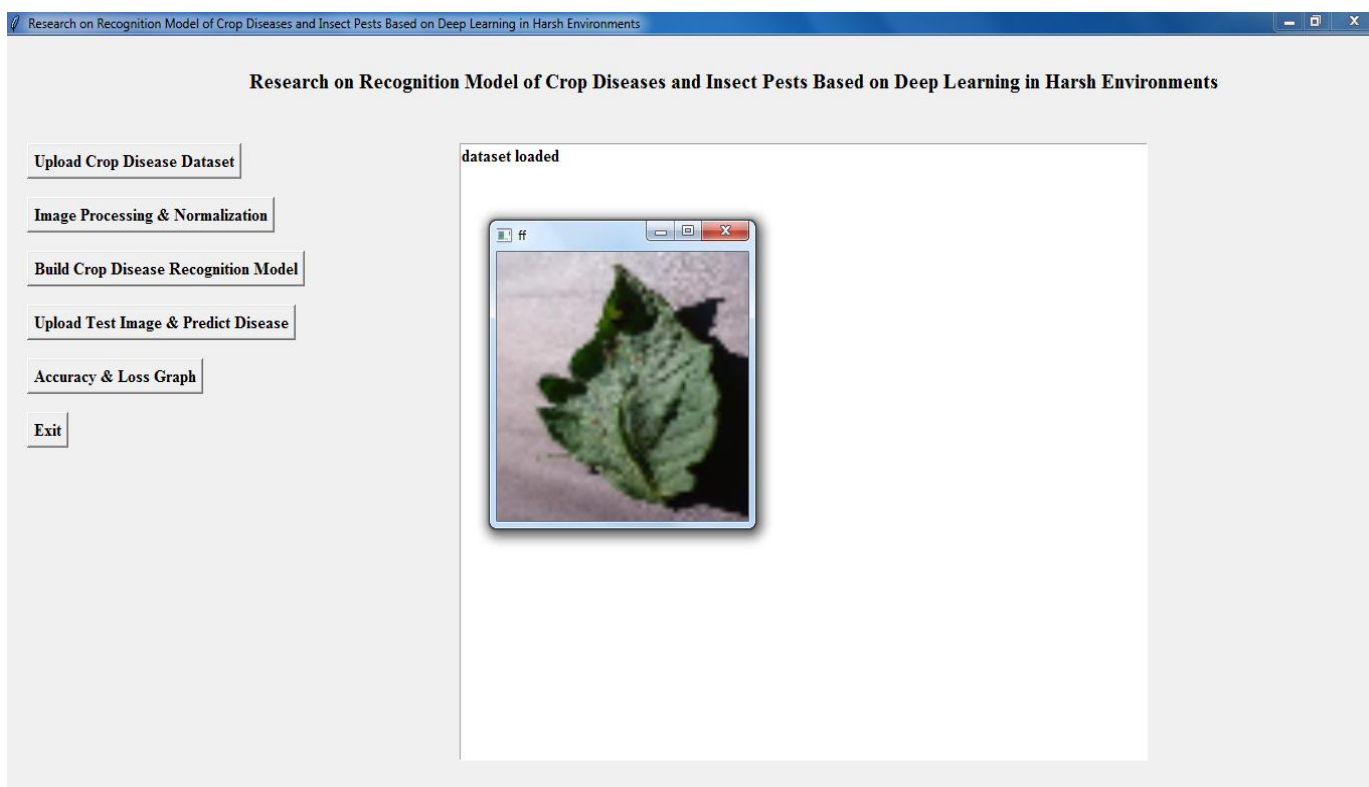 Research on Recognition Model of Crop Diseases and Insect Pests Based on Deep Learning in Harsh Environments
Research on Recognition Model of Crop Diseases and Insect Pests Based on Deep Learning in Harsh Environments
Upload Crop Disease Dataset
Image Processing & Normalization
Build Crop Disease Recognition Model
Upload Test Image & Predict Disease
Accuracy & Loss Graph
Exit
dataset loaded
ff